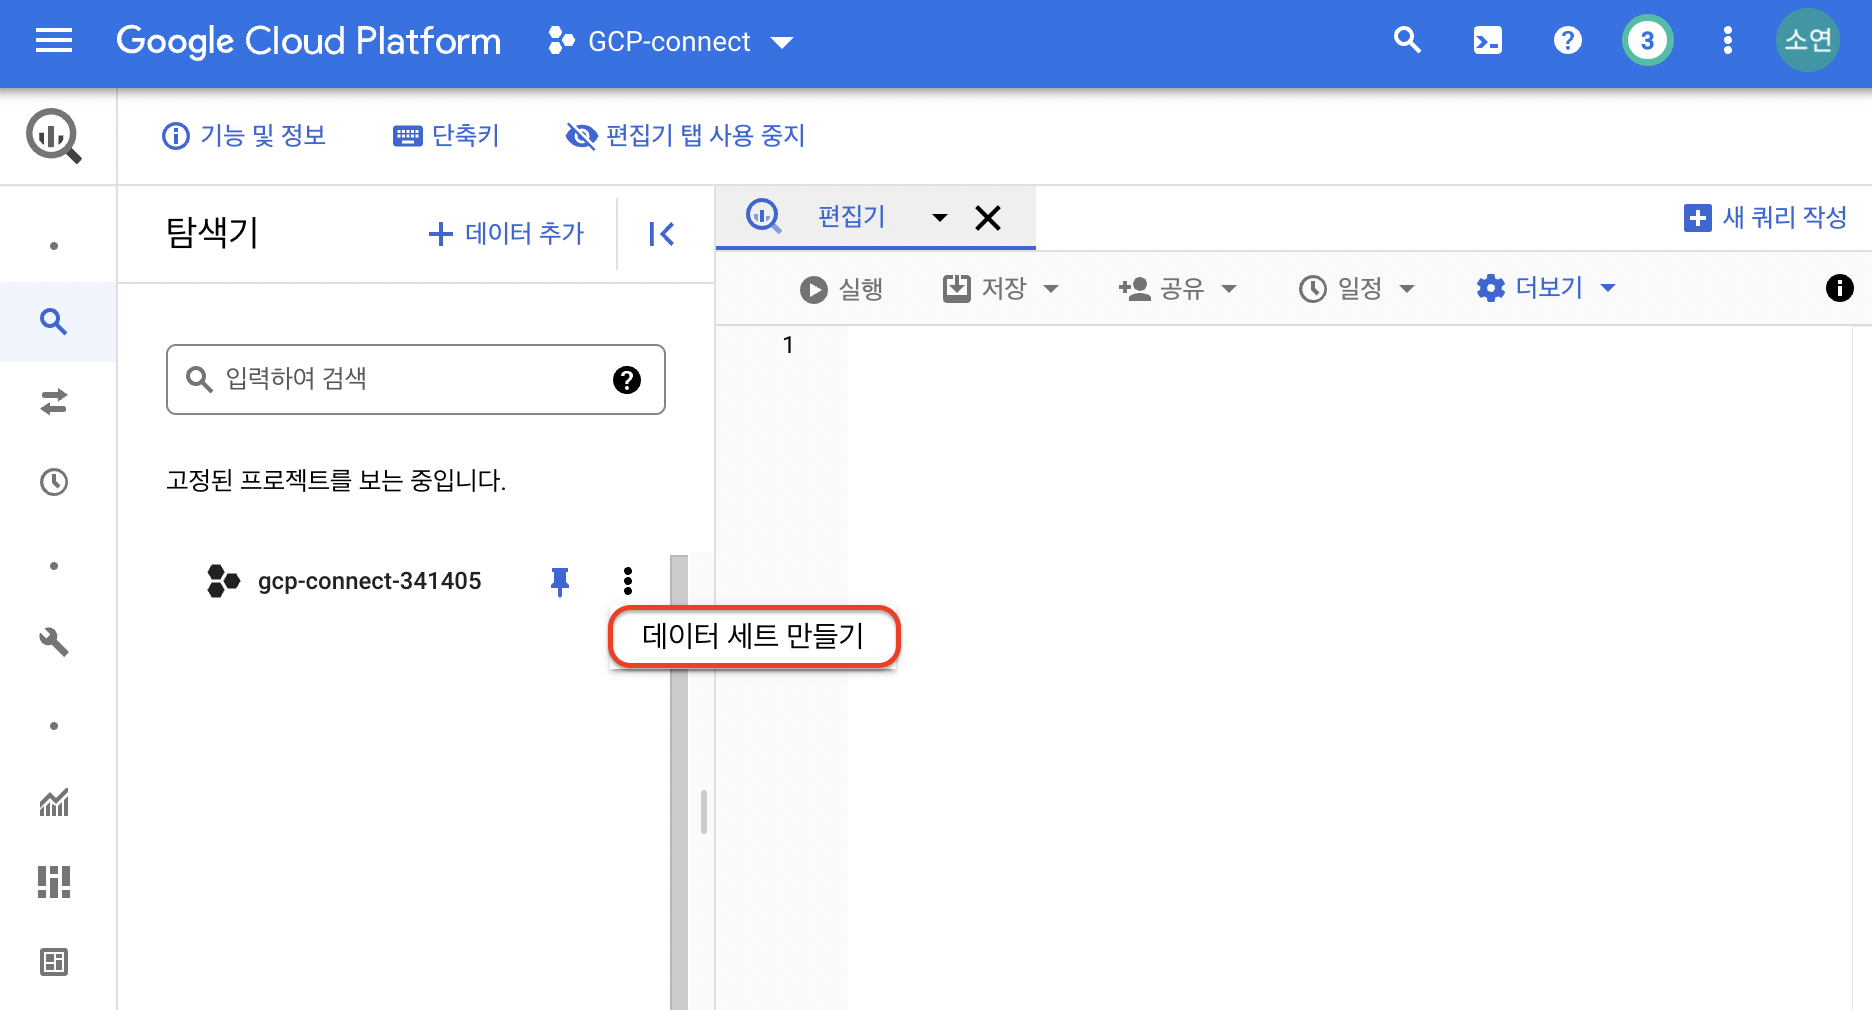 Google Cloud Platform
GCP-connect
3
소연
기능 및 정보
단축키
편집기 탭 사용 중지
탐색기
데이터 추가
편집기
새 쿼리 작성
실행
저장
공유
일정
더보기
1
입력하여 검색
고정된 프로젝트를 보는 중입니다.
gcp-connect-341405
데이터 세트 만들기